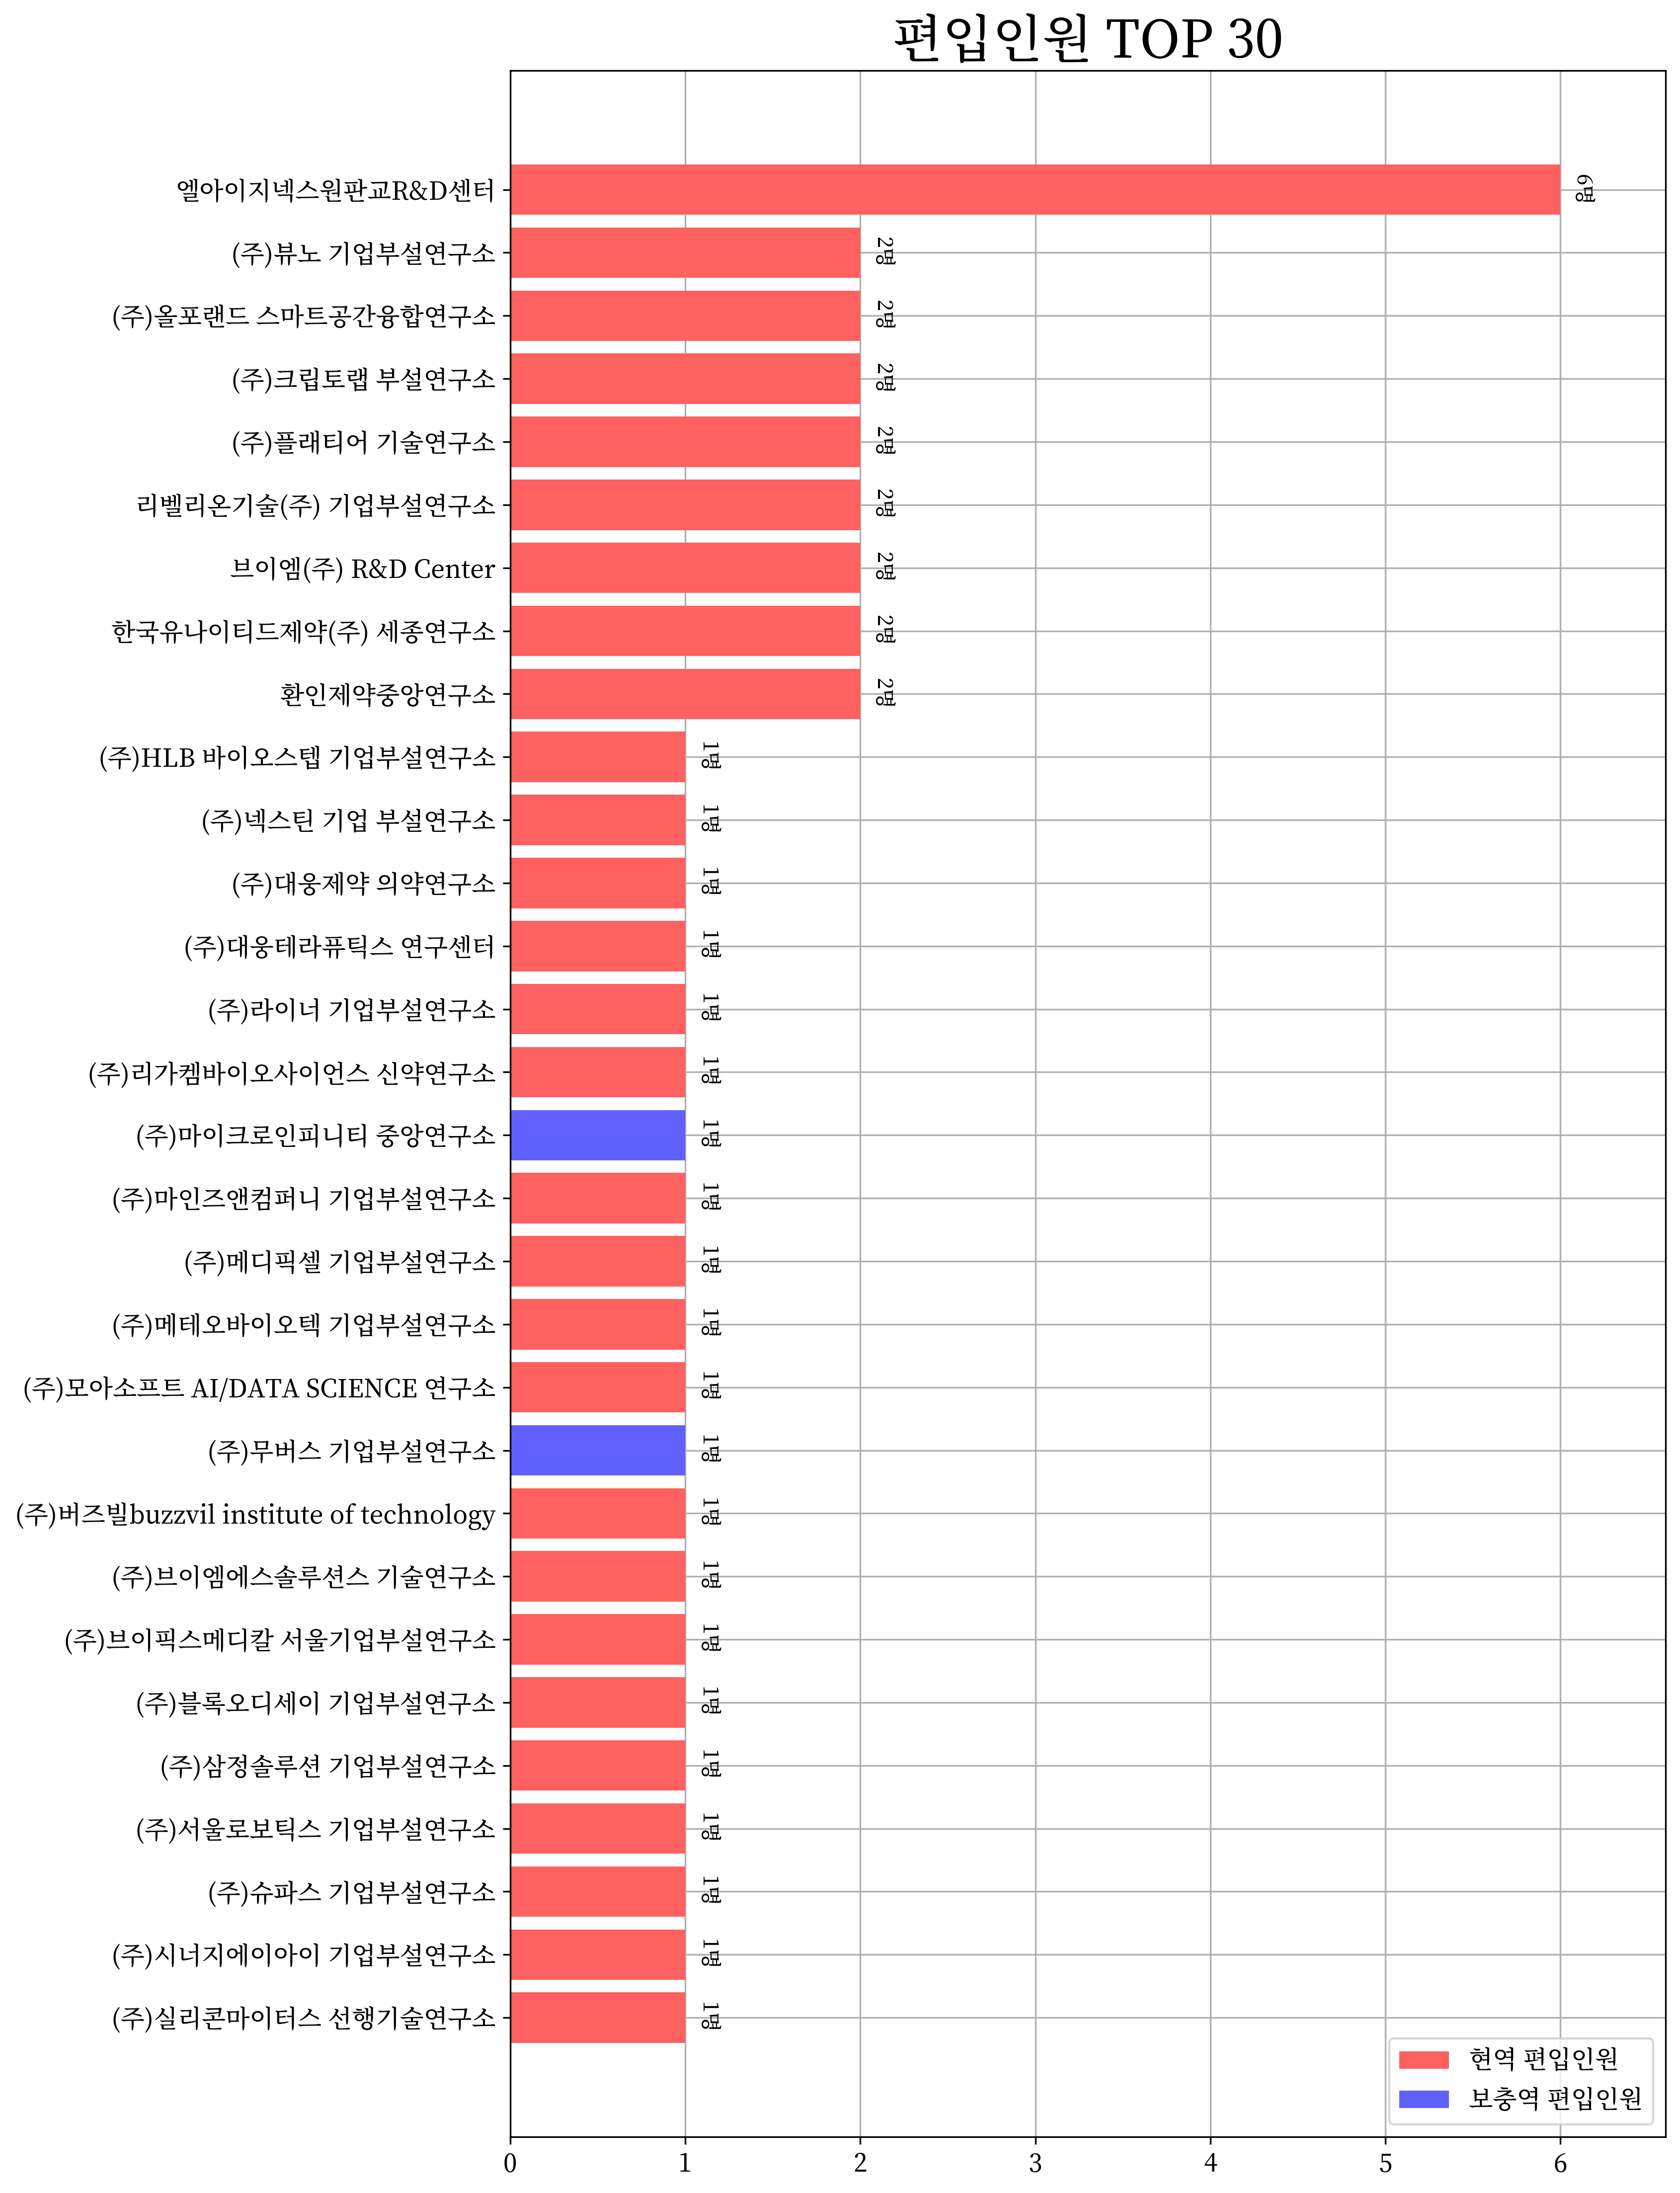 편입인원 TOP 30
엘아이지넥스원판교R&D센터 6명
(주)뷰노 기업부설연구소 2명
(주)올포랜드 스마트공간융합연구소 2명
(주)크립토랩 부설연구소 2명
(주)플래티어 기술연구소 2명
리벨리온기술(주) 기업부설연구소 2명
브이엠(주) R&D Center 2명
한국유나이티드제약(주) 세종연구소 2명
환인제약중앙연구소 2명
(주)HLB 바이오스텝 기업부설연구소 1명
(주)넥스틴 기업 부설연구소 1명
(주)대웅제약 의약연구소 1명
(주)대웅테라퓨틱스 연구센터 1명
(주)라이너 기업부설연구소 1명
(주)리가켐바이오사이언스 신약연구소 1명
(주)마이크로인피니티 중앙연구소 1명
(주)마인즈앤컴퍼니 기업부설연구소 1명
(주)메디픽셀 기업부설연구소 1명
(주)메테오바이오텍 기업부설연구소 1명
(주)모아소프트 AI/DATA SCIENCE 연구소 1명
(주)무버스 기업부설연구소 1명
(주)버즈빌buzzvil institute of technology 1명
(주)브이엠에스솔루션스 기술연구소 1명
(주)브이픽스메디칼 서울기업부설연구소 1명
(주)블록오디세이 기업부설연구소 1명
(주)삼정솔루션 기업부설연구소 1명
(주)서울로보틱스 기업부설연구소 1명
(주)슈파스 기업부설연구소 1명
(주)시너지에이아이 기업부설연구소 1명
(주)실리콘마이터스 선행기술연구소 1명
현역 편입인원
보충역 편입인원
0 1 2 3 4 5 6